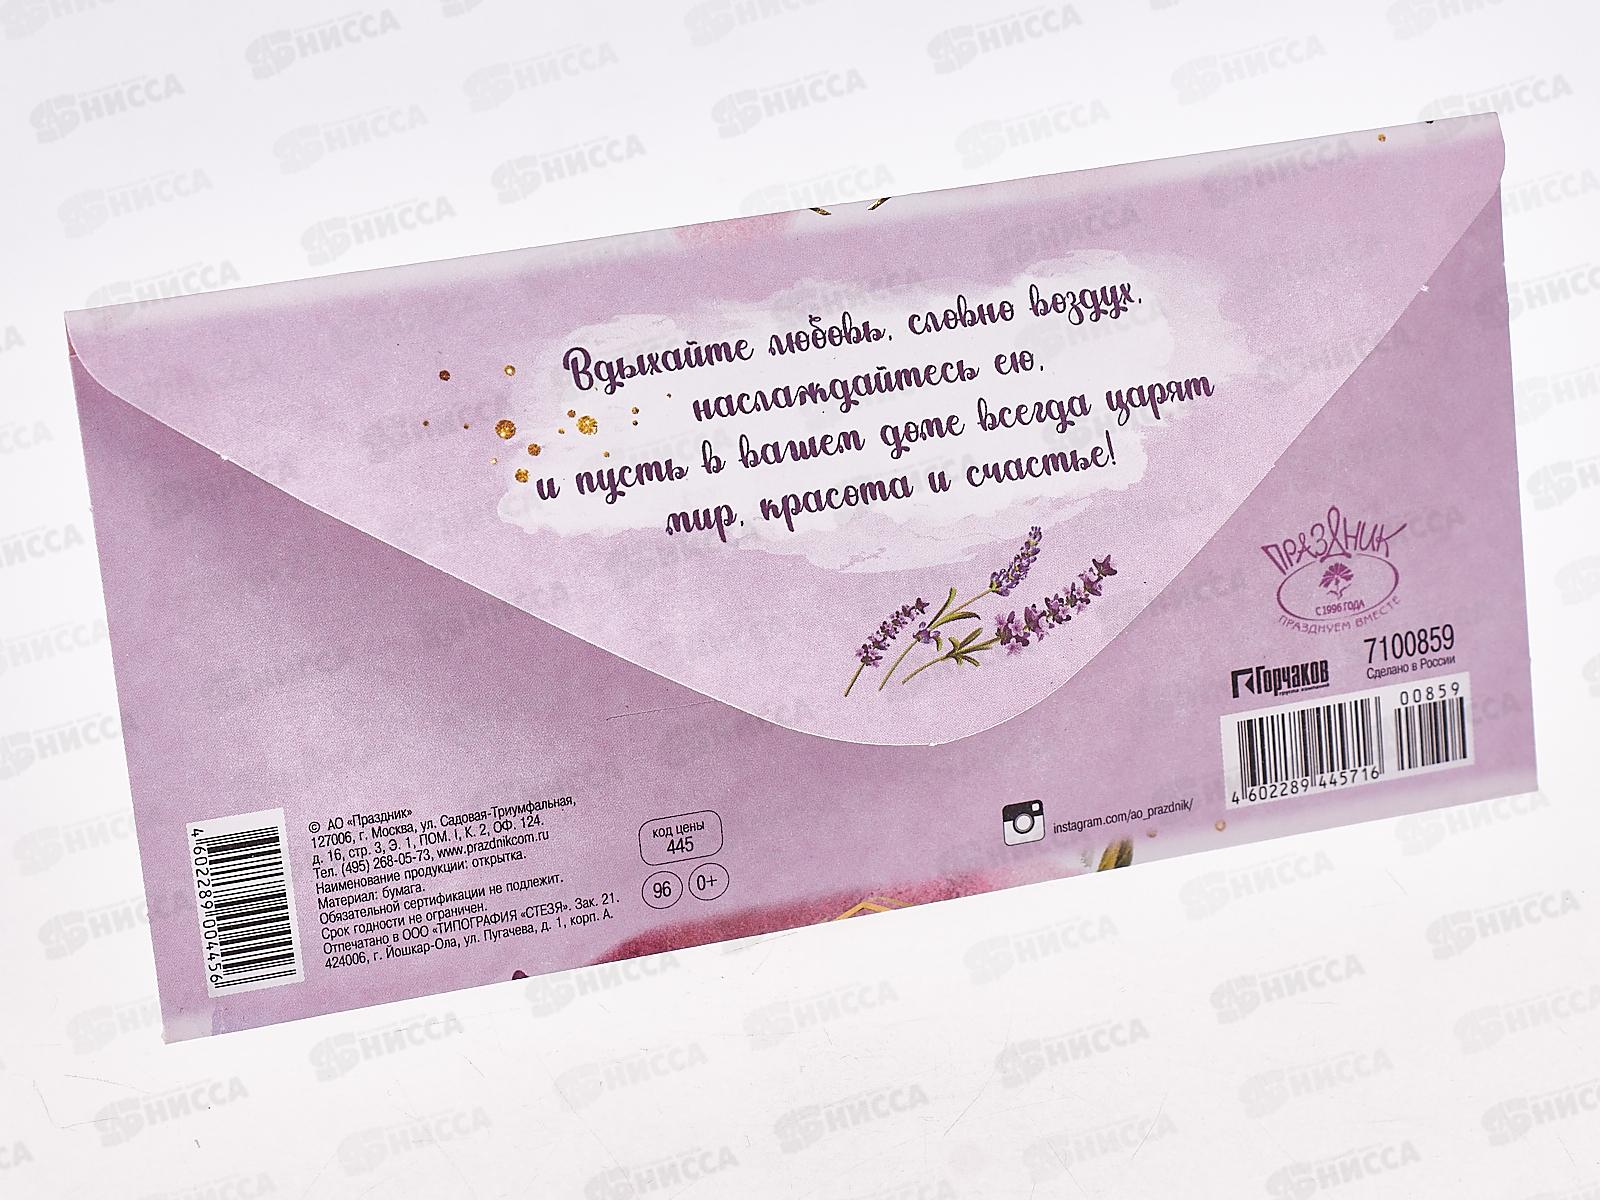 Вдыхайте любовь, словно воздух,
наслаждайтесь ею,
и пусть в вашем доме всегда царят
мир, красота и счастье!
ПРАЗДНИК
С 1996 ГОДА
ПРАЗДНУЕМ ВМЕСТЕ
Горчаков
группа компаний
7100859
Сделано в России
00859
4 602289 445716
4 602289 004456
© АО «Праздник»
127006, г. Москва, ул. Садовая-Триумфальная,
д. 16, стр. 3, Э. 1, ПОМ. I, К. 2, ОФ. 124.
Тел. (495) 268-05-73, www.prazdnikcom.ru
Наименование продукции: открытка.
Материал: бумага.
Обязательной сертификации не подлежит.
Срок годности не ограничен.
Отпечатано в ООО «ТИПОГРАФИЯ «СТЕЗЯ». Зак. 21.
424006, г. Йошкар-Ола, ул. Пугачева, д. 1, корп. А.
код цены
445
96
0+
instagram.com/ao_prazdnik/
НИССА